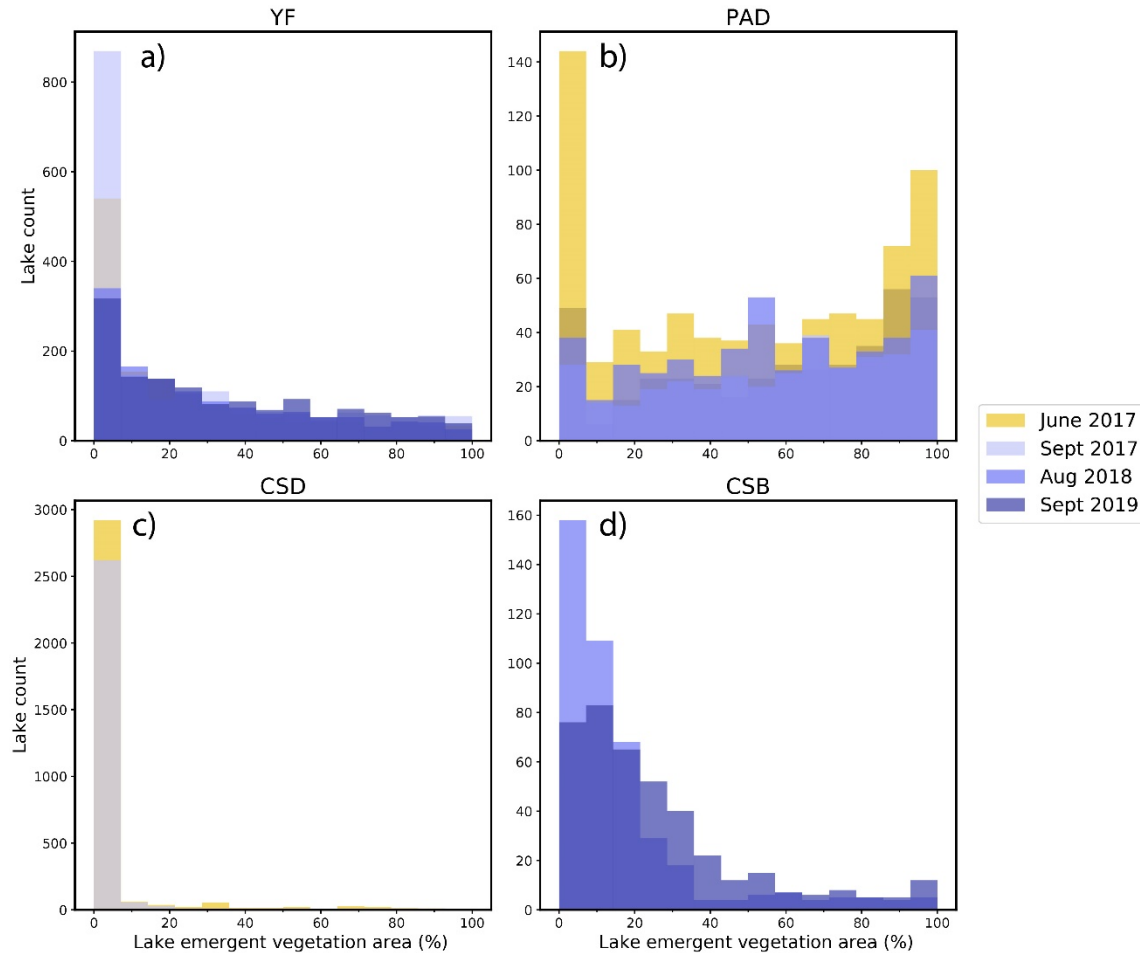 YF
a)
800
600
400
200
0
Lake count
0 20 40 60 80 100
PAD
b)
140
120
100
80
60
40
20
0
0 20 40 60 80 100
June 2017
Sept 2017
Aug 2018
Sept 2019
CSD
c)
3000
2500
2000
1500
1000
500
0
Lake count
0 20 40 60 80 100
Lake emergent vegetation area (%)
CSB
d)
160
140
120
100
80
60
40
20
0
0 20 40 60 80 100
Lake emergent vegetation area (%)